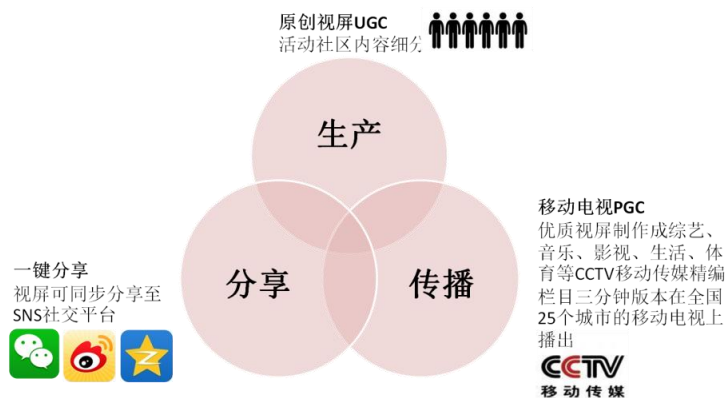 原创视屏UGC
活动社区内容细分
生产
分享
传播
移动电视PGC
优质视屏制作成综艺、
音乐、影视、生活、体
育等CCTV移动传媒精编
栏目三分钟版本在全国
25个城市的移动电视上
播出
CCTV
移动传媒
一键分享
视屏可同步分享至
SNS社交平台